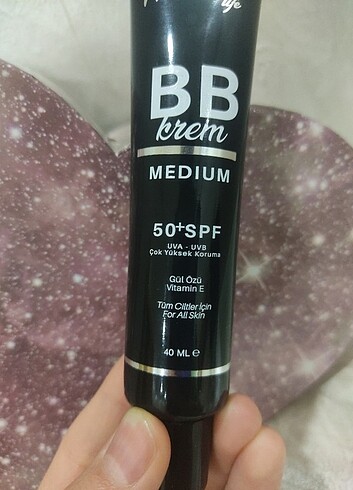 life
BB
krem
MEDIUM
50+SPF
UVA - UVB
Çok Yüksek Koruma
Gül Özü
Vitamin E
Tüm Ciltler İçin
For All Skin
40 ML ℮